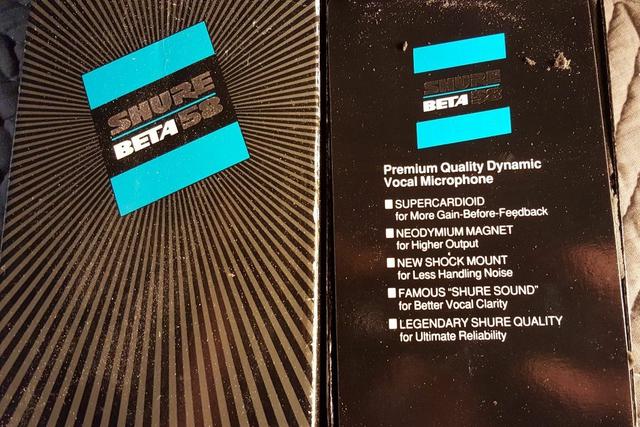 SHURE
BETA 58
SHURE
BETA 58
Premium Quality Dynamic
Vocal Microphone
SUPERCARDIOID
for More Gain-Before-Feedback
NEODYMIUM MAGNET
for Higher Output
NEW SHOCK MOUNT
for Less Handling Noise
FAMOUS "SHURE SOUND"
for Better Vocal Clarity
LEGENDARY SHURE QUALITY
for Ultimate Reliability